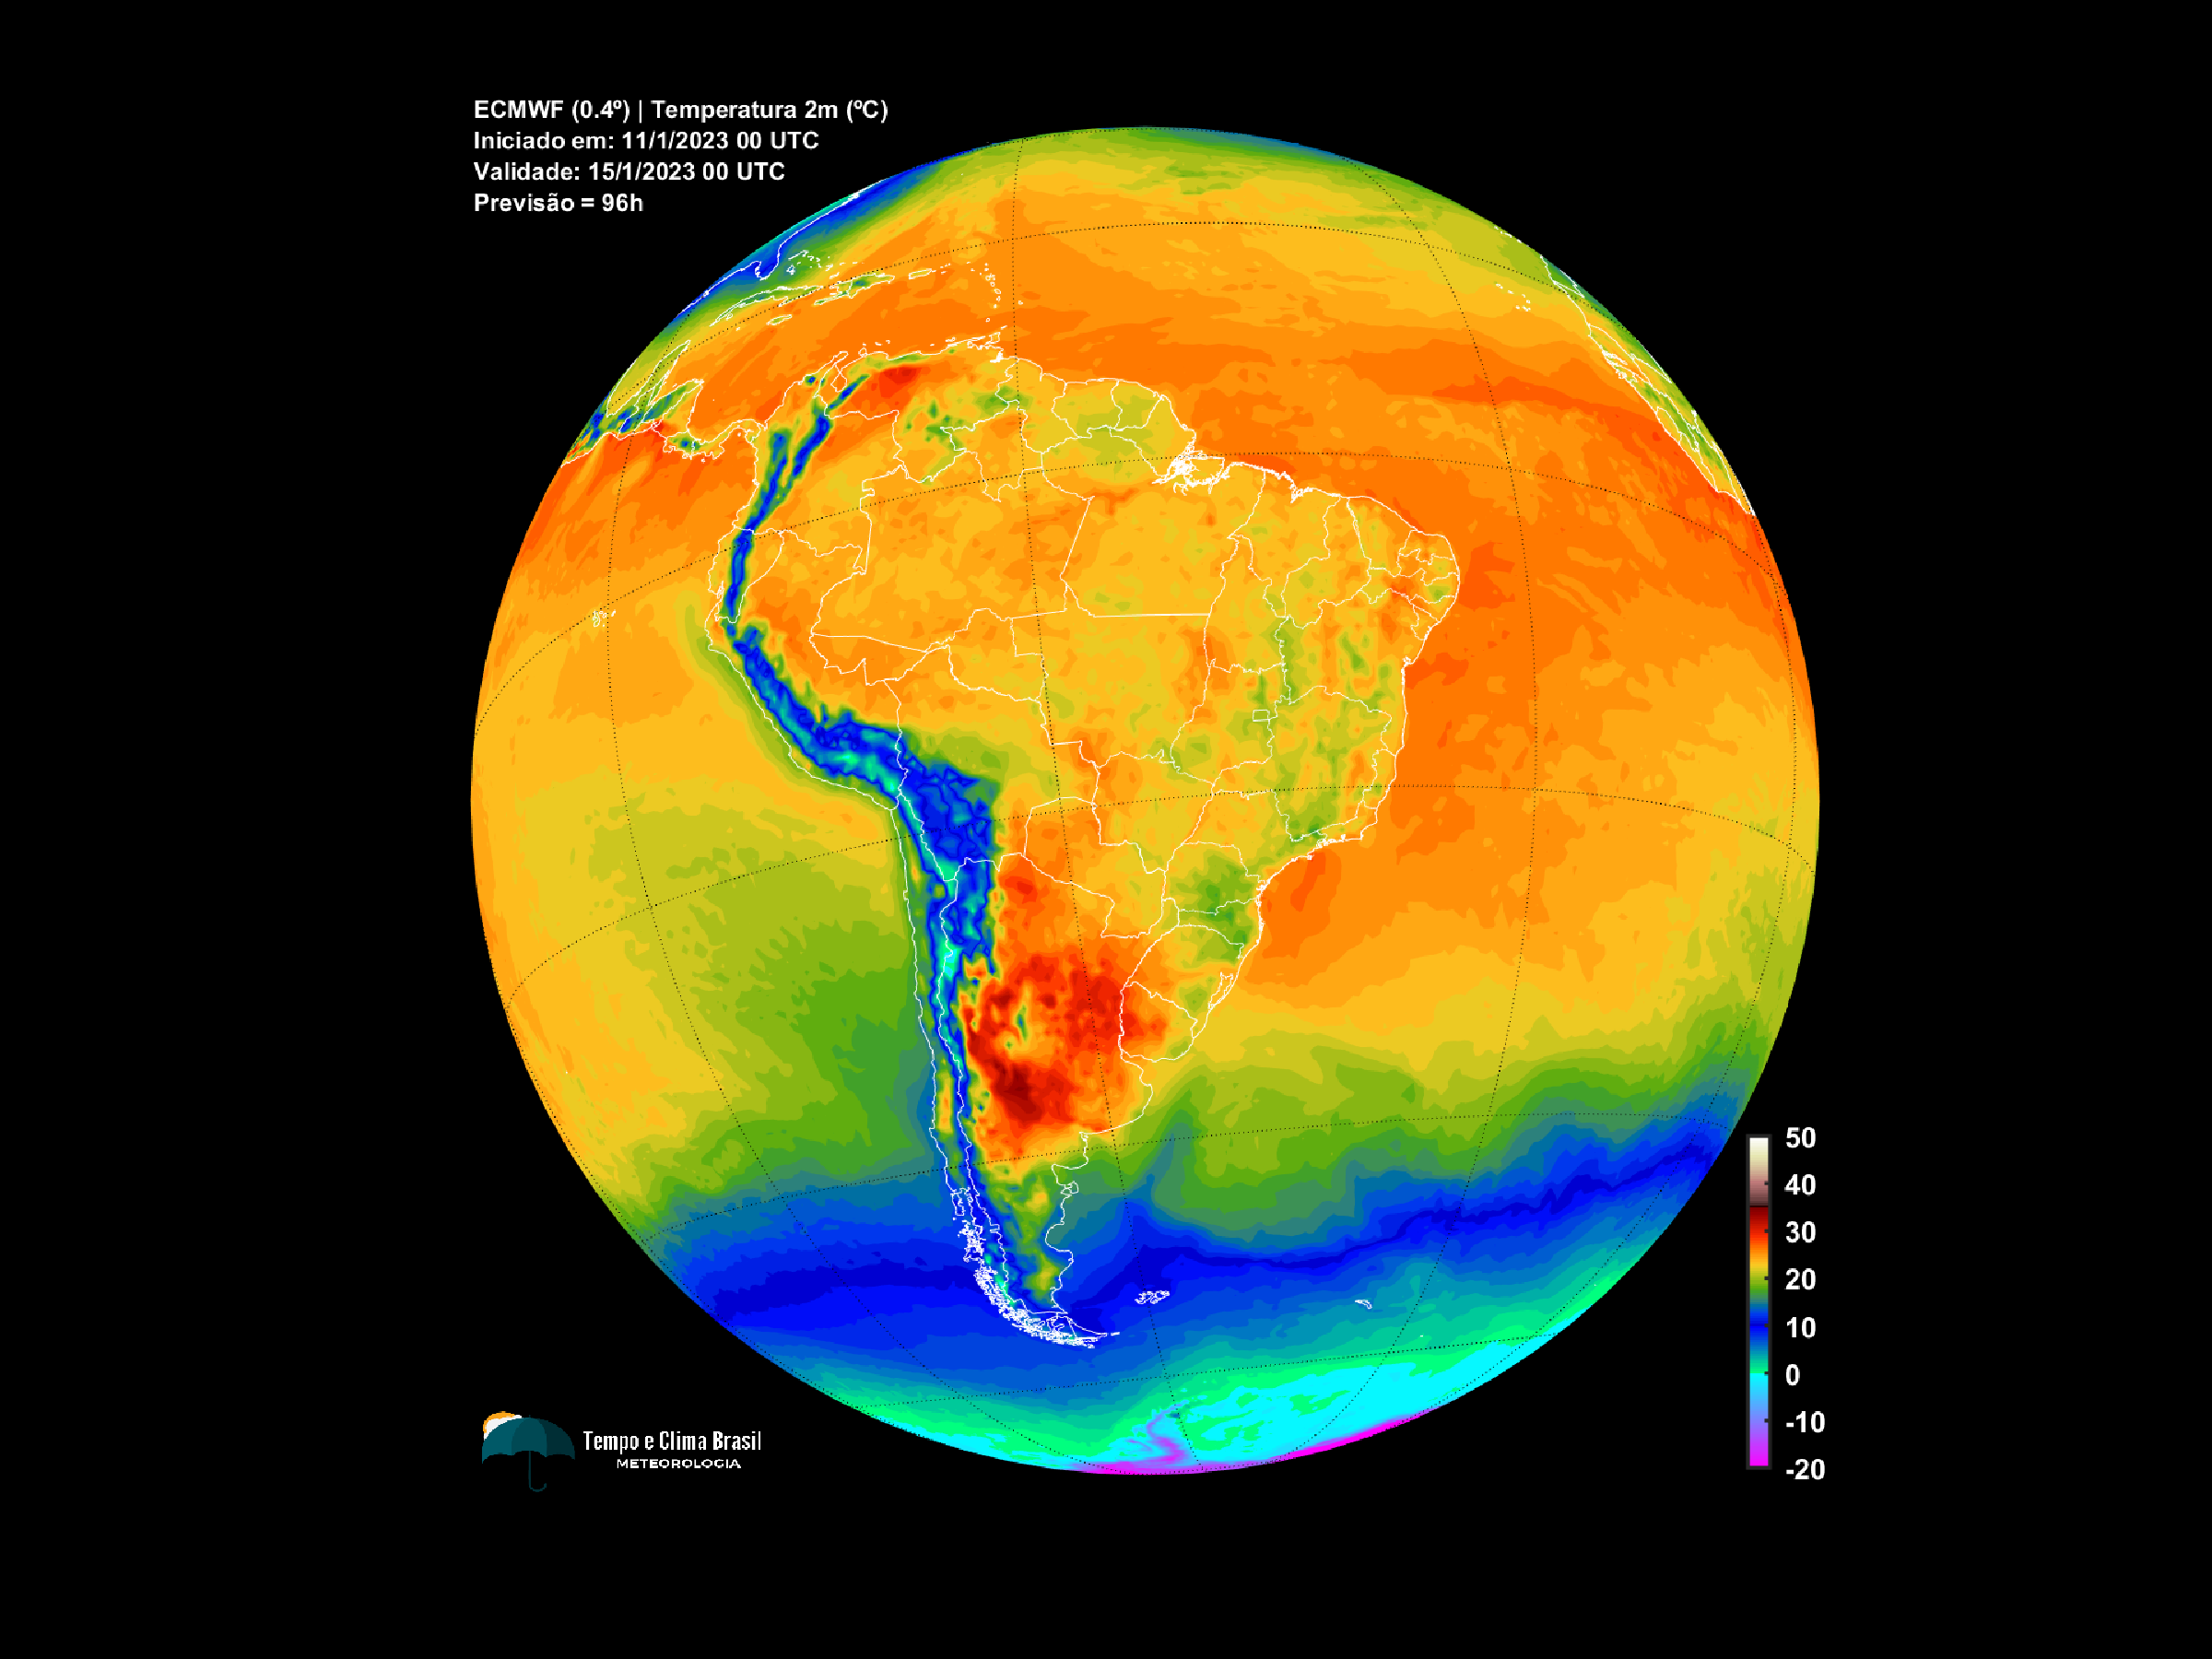 ECMWF (0.4º) | Temperatura 2m (ºC)
Iniciado em: 11/1/2023 00 UTC
Validade: 15/1/2023 00 UTC
Previsão = 96h
50
40
30
20
10
0
-10
-20
Tempo e Clima Brasil
METEOROLOGIA